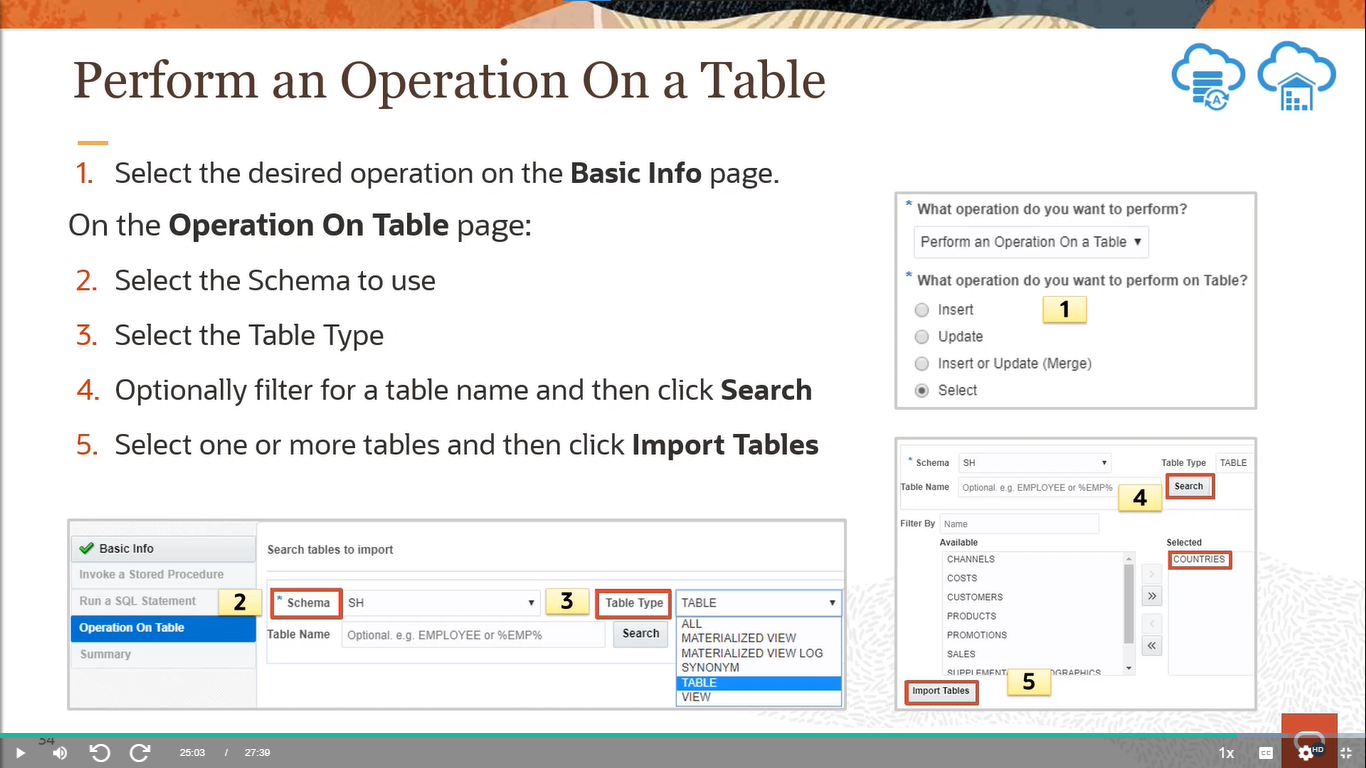 Perform an Operation On a Table
1. Select the desired operation on the Basic Info page.
On the Operation On Table page:
2. Select the Schema to use
3. Select the Table Type
4. Optionally filter for a table name and then click Search
5. Select one or more tables and then click Import Tables
* What operation do you want to perform?
Perform an Operation On a Table
* What operation do you want to perform on Table?
Insert
1
Update
Insert or Update (Merge)
Select
Basic Info
Invoke a Stored Procedure
Run a SQL Statement
Operation On Table
Summary
Search tables to import
2
* Schema SH
3
Table Type TABLE
Table Name Optional. e.g. EMPLOYEE or %EMP% Search
ALL
MATERIALIZED VIEW
MATERIALIZED VIEW LOG
SYNONYM
TABLE
VIEW
* Schema SH Table Type TABLE
Table Name Optional. e.g. EMPLOYEE or %EMP% 4 Search
Filter By Name
Available Selected
CHANNELS COUNTRIES
COSTS
CUSTOMERS
PRODUCTS
PROMOTIONS
SALES
Import Tables 5
34
25:03 / 27:39
1x CC HD
A